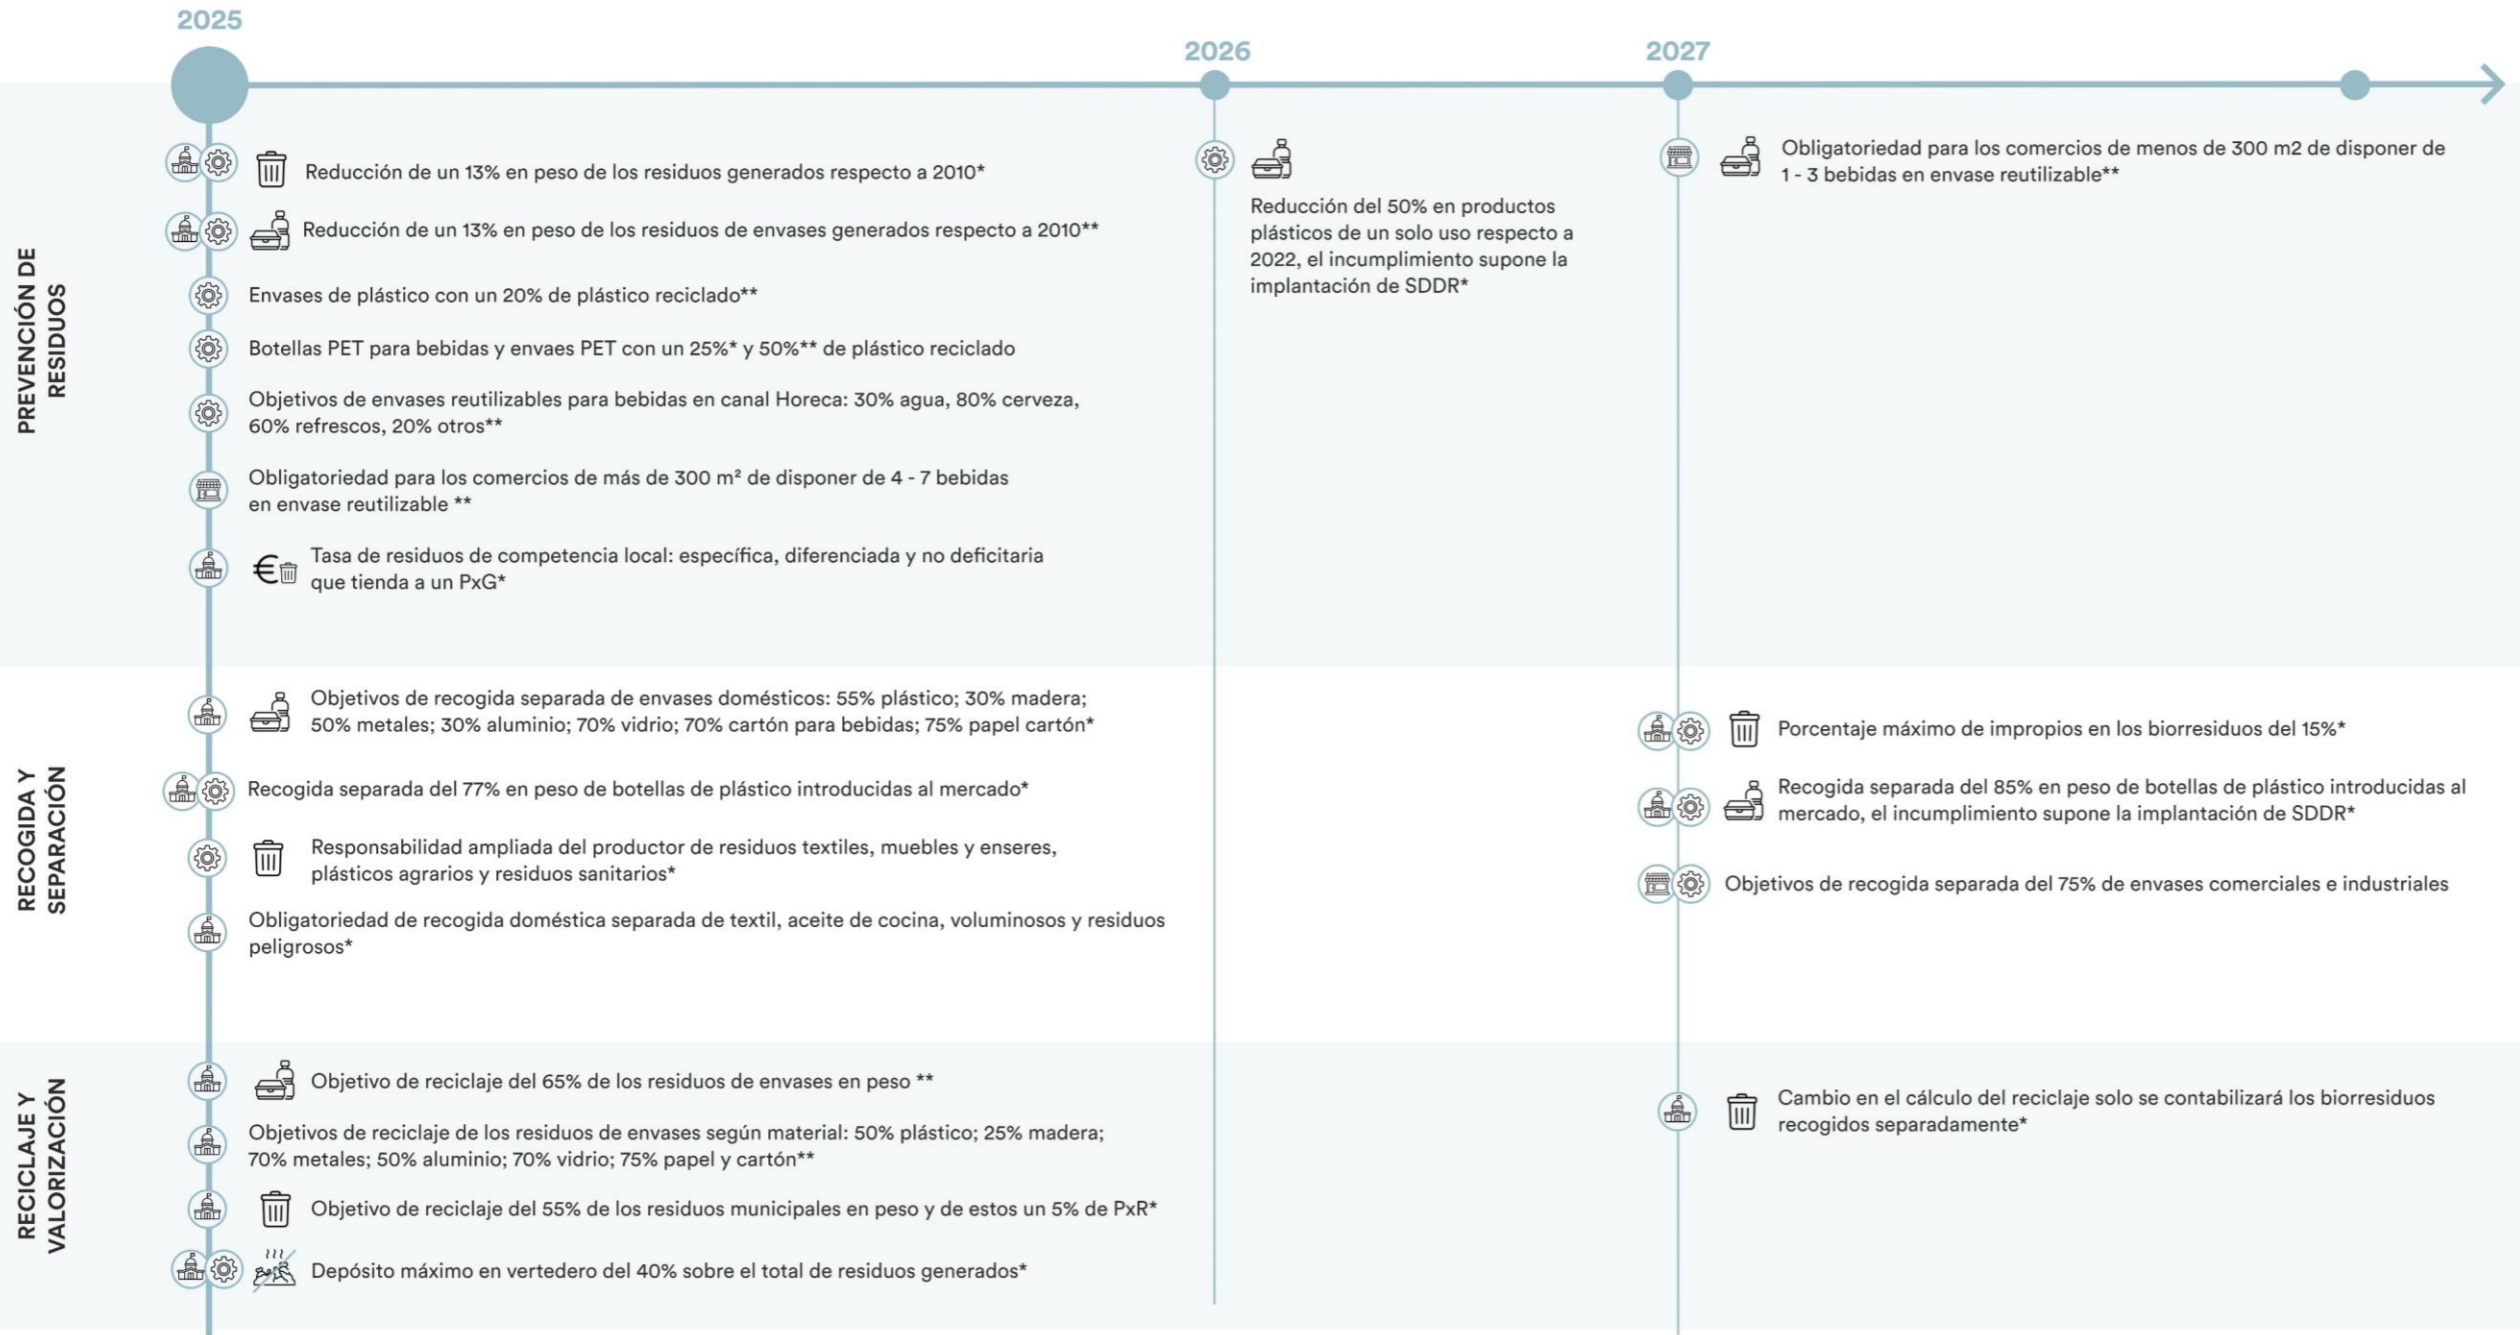 2025
2026
2027
PREVENCIÓN DE
RESIDUOS
Reducción de un 13% en peso de los residuos generados respecto a 2010*
Reducción de un 13% en peso de los residuos de envases generados respecto a 2010**
Envases de plástico con un 20% de plástico reciclado**
Botellas PET para bebidas y envaes PET con un 25%* y 50%** de plástico reciclado
Objetivos de envases reutilizables para bebidas en canal Horeca: 30% agua, 80% cerveza,
60% refrescos, 20% otros**
Obligatoriedad para los comercios de más de 300 m² de disponer de 4 - 7 bebidas
en envase reutilizable **
€
Tasa de residuos de competencia local: específica, diferenciada y no deficitaria
que tienda a un PxG*
Reducción del 50% en productos
plásticos de un solo uso respecto a
2022, el incumplimiento supone la
implantación de SDDR*
Obligatoriedad para los comercios de menos de 300 m2 de disponer de
1 - 3 bebidas en envase reutilizable**
RECOGIDA Y
SEPARACIÓN
Objetivos de recogida separada de envases domésticos: 55% plástico; 30% madera;
50% metales; 30% aluminio; 70% vidrio; 70% cartón para bebidas; 75% papel cartón*
Recogida separada del 77% en peso de botellas de plástico introducidas al mercado*
Responsabilidad ampliada del productor de residuos textiles, muebles y enseres,
plásticos agrarios y residuos sanitarios*
Obligatoriedad de recogida doméstica separada de textil, aceite de cocina, voluminosos y residuos
peligrosos*
Porcentaje máximo de impropios en los biorresiduos del 15%*
Recogida separada del 85% en peso de botellas de plástico introducidas al
mercado, el incumplimiento supone la implantación de SDDR*
Objetivos de recogida separada del 75% de envases comerciales e industriales
RECICLAJE Y
VALORIZACIÓN
Objetivo de reciclaje del 65% de los residuos de envases en peso **
Objetivos de reciclaje de los residuos de envases según material: 50% plástico; 25% madera;
70% metales; 50% aluminio; 70% vidrio; 75% papel y cartón**
Objetivo de reciclaje del 55% de los residuos municipales en peso y de estos un 5% de PxR*
Depósito máximo en vertedero del 40% sobre el total de residuos generados*
Cambio en el cálculo del reciclaje solo se contabilizará los biorresiduos
recogidos separadamente*